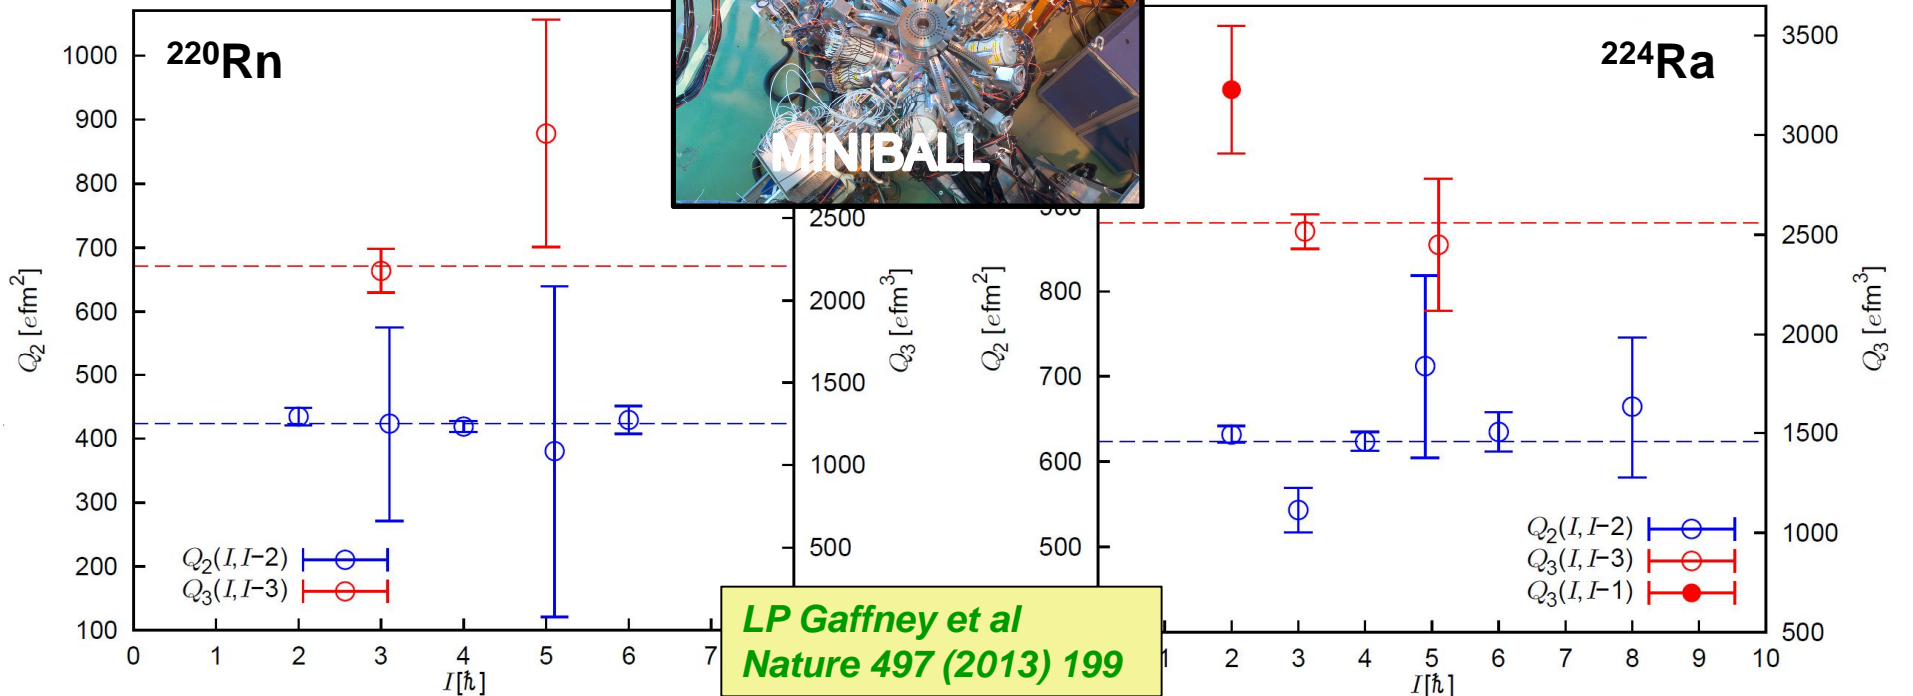 ²²⁰Rn
1000
900
800
700
600
500
400
300
200
100
Q₂ [efm²]
Q₂(I, I−2)
Q₃(I, I−3)
0 1 2 3 4 5 6 7
I[ħ]
2500
2000
1500
1000
500
Q₃ [efm³]
MINIBALL
LP Gaffney et al
Nature 497 (2013) 199
²²⁴Ra
800
700
600
500
Q₂ [efm²]
3500
3000
2500
2000
1500
1000
500
Q₃ [efm³]
Q₂(I, I−2)
Q₃(I, I−3)
Q₃(I, I−1)
1 2 3 4 5 6 7 8 9 10
I[ħ]